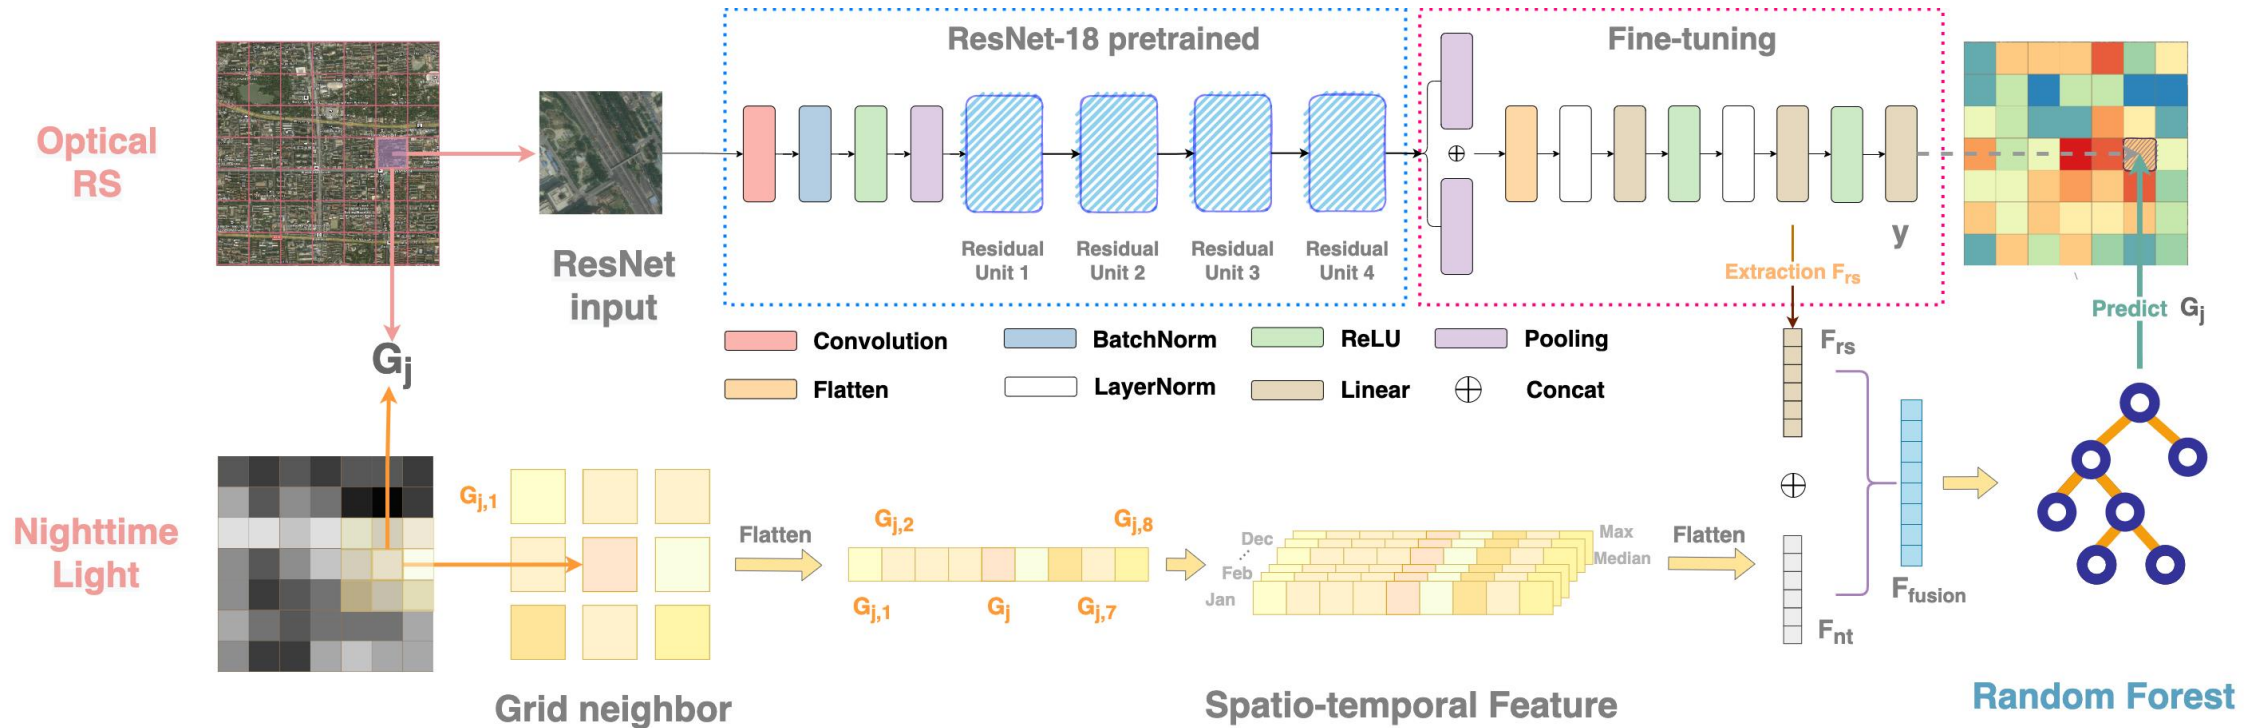 ResNet-18 pretrained
Fine-tuning
Optical
RS
ResNet
input
Residual
Unit 1
Residual
Unit 2
Residual
Unit 3
Residual
Unit 4
y
Extraction Frs
Predict Gj
Convolution
BatchNorm
ReLU
Pooling
Flatten
LayerNorm
Linear
Concat
Gj
Frs
Nighttime
Light
Gj,1
Flatten
Gj,2
Gj,8
Gj,1
Gj
Gj,7
Dec
Feb
Jan
Max
Median
Flatten
Fnt
Ffusion
Grid neighbor
Spatio-temporal Feature
Random Forest